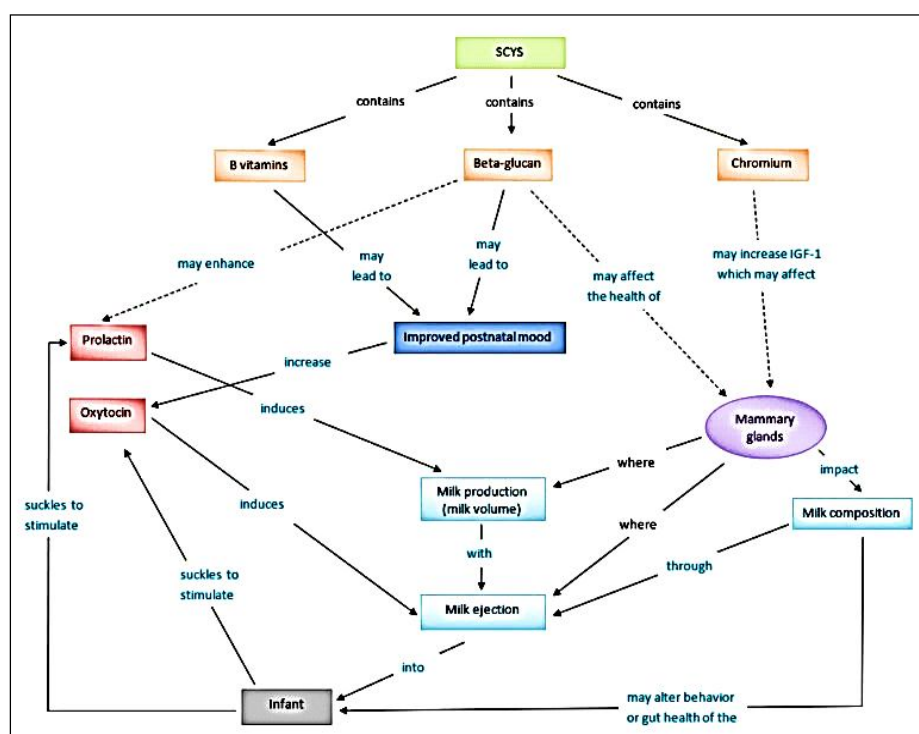 SCYS
contains
contains
contains
B vitamins
Beta-glucan
Chromium
may enhance
may
lead to
may
lead to
may affect
the health of
may increase IGF-1
which may affect
Prolactin
Improved postnatal mood
increase
Oxytocin
induces
Mammary
glands
where
impact
suckles to
stimulate
induces
Milk production
(milk volume)
where
Milk composition
with
through
suckles to
stimulate
Milk ejection
into
Infant
may alter behavior
or gut health of the